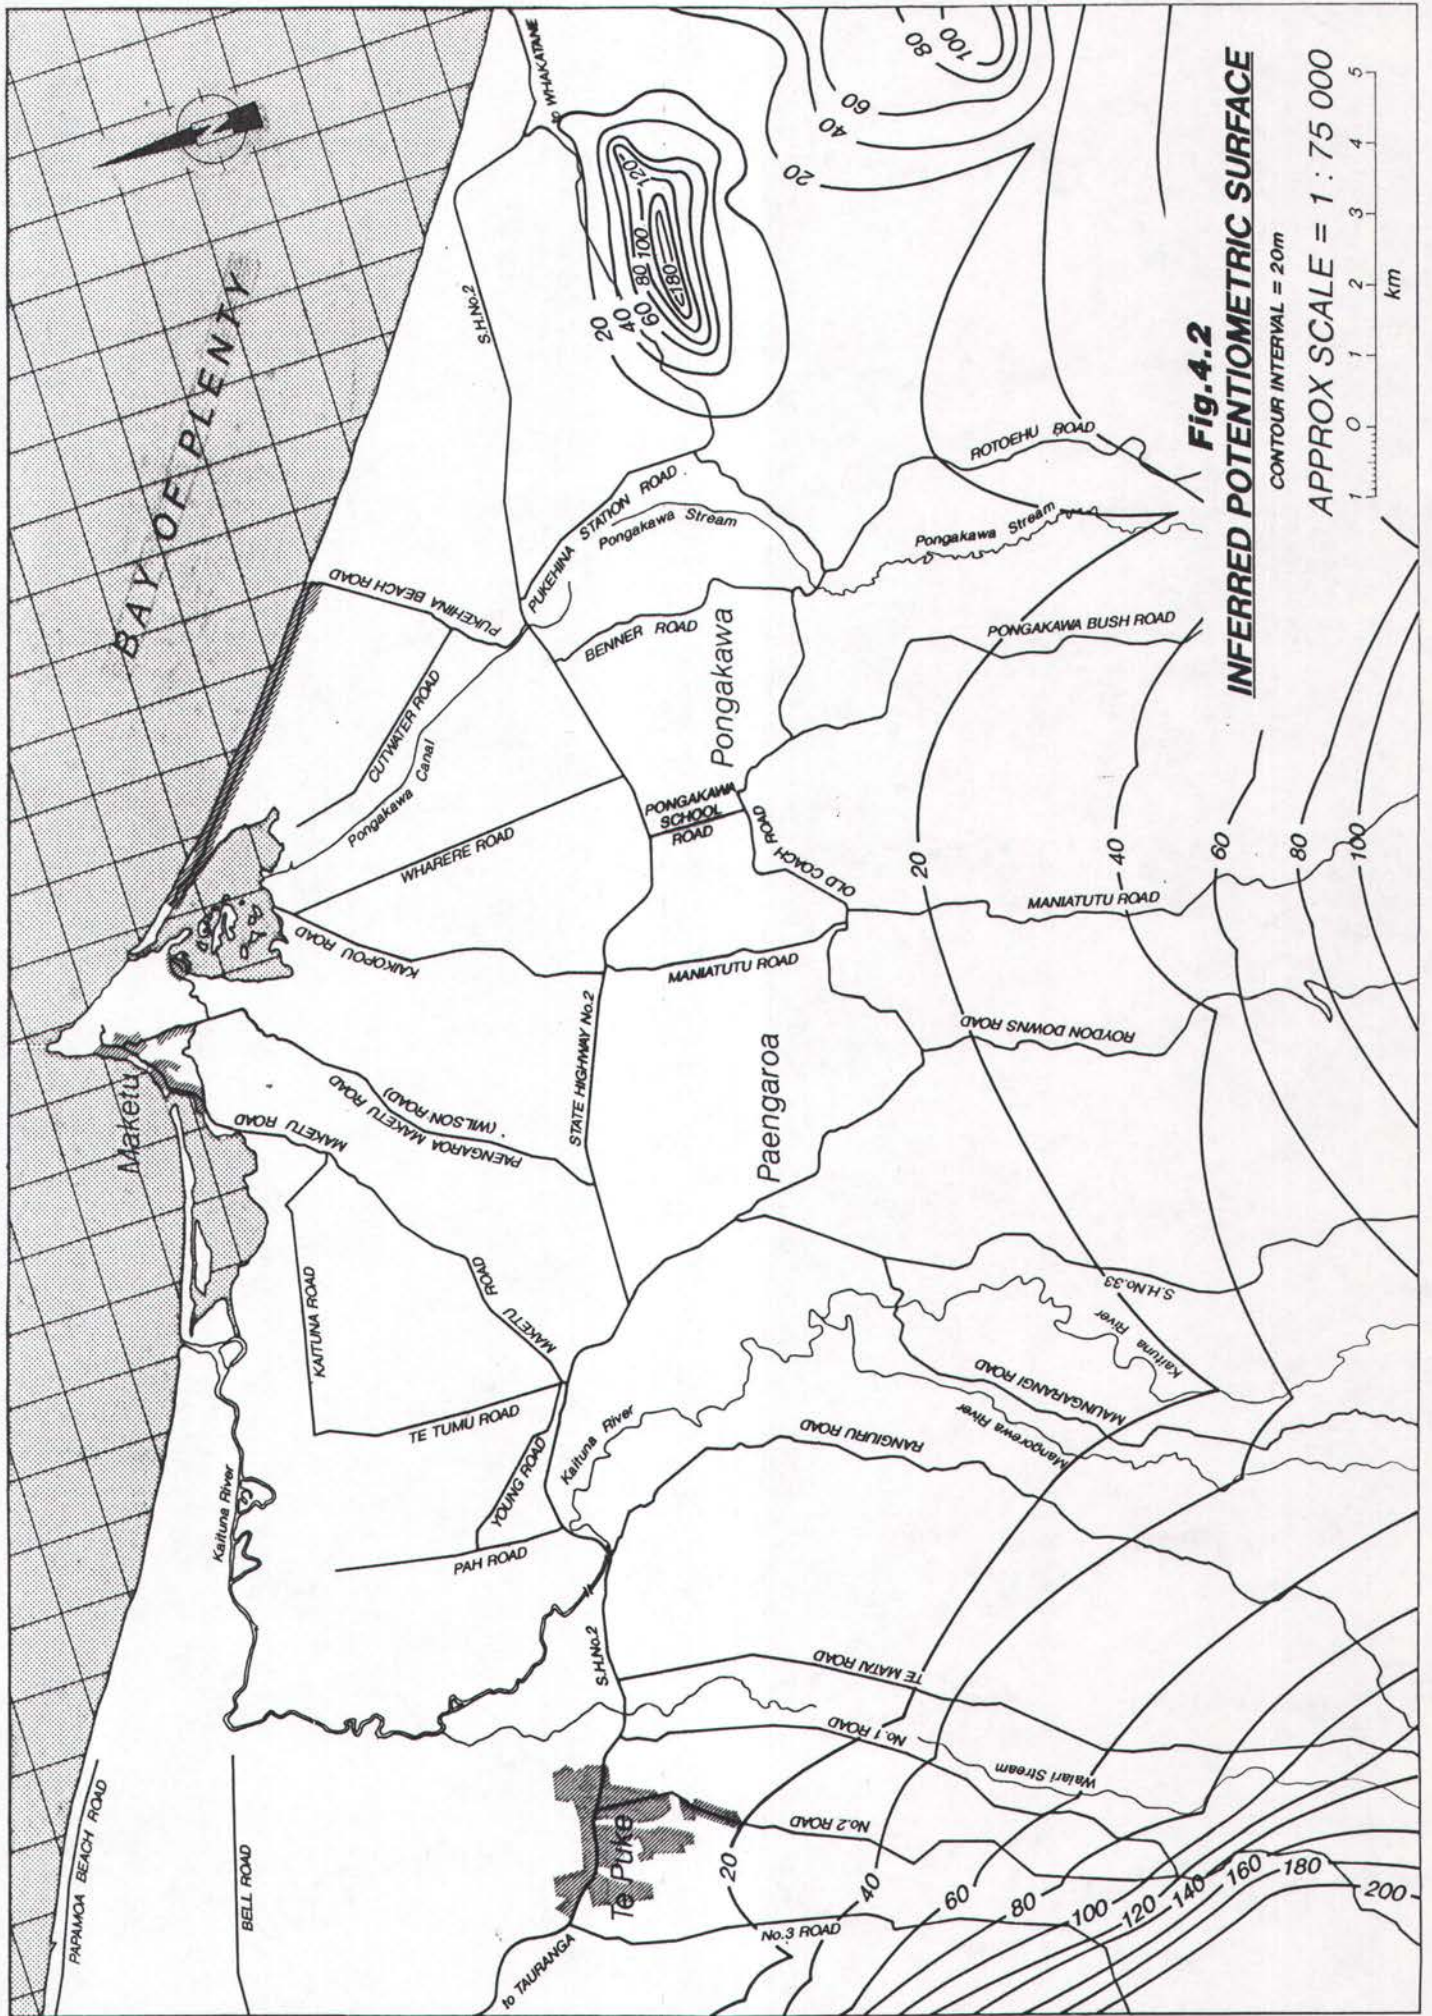 BAY OF PLENTY
N
to WHAKATANE
S.H.No.2
120
80
100
<180
20
40
60
20
40
60
80
100
PUKEHINA BEACH ROAD
PUKEHINA STATION ROAD
Pongakawa Stream
CUTWATER ROAD
Pongakawa Canal
BENNER ROAD
Pongakawa
PONGAKAWA
SCHOOL
ROAD
WHARERE ROAD
KAIKOPOU ROAD
OLD COACH ROAD
MANIATUTU ROAD
STATE HIGHWAY No.2
Maketu
MAKETU ROAD
PAENGAROA MAKETU ROAD
(WILSON ROAD)
Paengaroa
ROTOEHU ROAD
Pongakawa Stream
PONGAKAWA BUSH ROAD
MANIATUTU ROAD
ROYDON DOWNS ROAD
20
40
60
80
100
KAITUNA ROAD
MAKETU ROAD
TE TUMU ROAD
YOUNG ROAD
PAH ROAD
Kaituna River
Kaituna River
S.H.No.33
Kaituna River
MAUNGARANGI ROAD
Mangorewa River
RANGIURU ROAD
S.H.No.2
TE MATAI ROAD
No.1 ROAD
Waiari Stream
No.2 ROAD
Te Puke
No.3 ROAD
to TAURANGA
BELL ROAD
PAPAMOA BEACH ROAD
20
40
60
80
100
120
140
160
180
200
Fig.4.2
INFERRED POTENTIOMETRIC SURFACE
CONTOUR INTERVAL = 20m
APPROX SCALE = 1 : 75 000
1 0 1 2 3 4 5
km